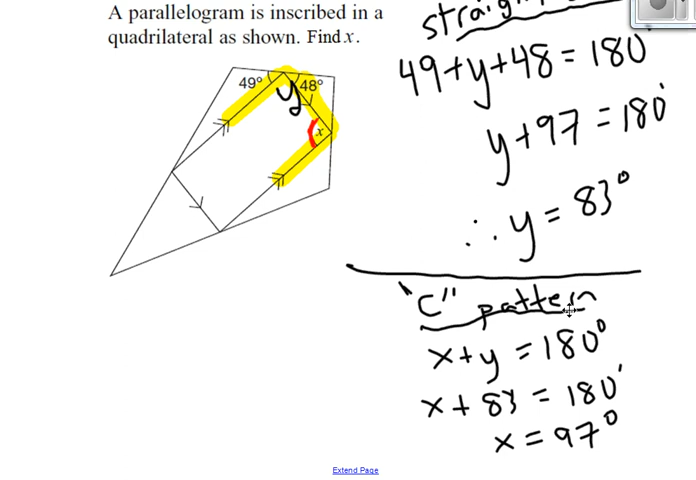 A parallelogram is inscribed in a
quadrilateral as shown. Find x.
49°
y
48°
x
49+y+48=180°
y+97=180°
∴ y = 83°
"C" pattern
x+y =180°
x+83 = 180°
x=97°
Extend Page